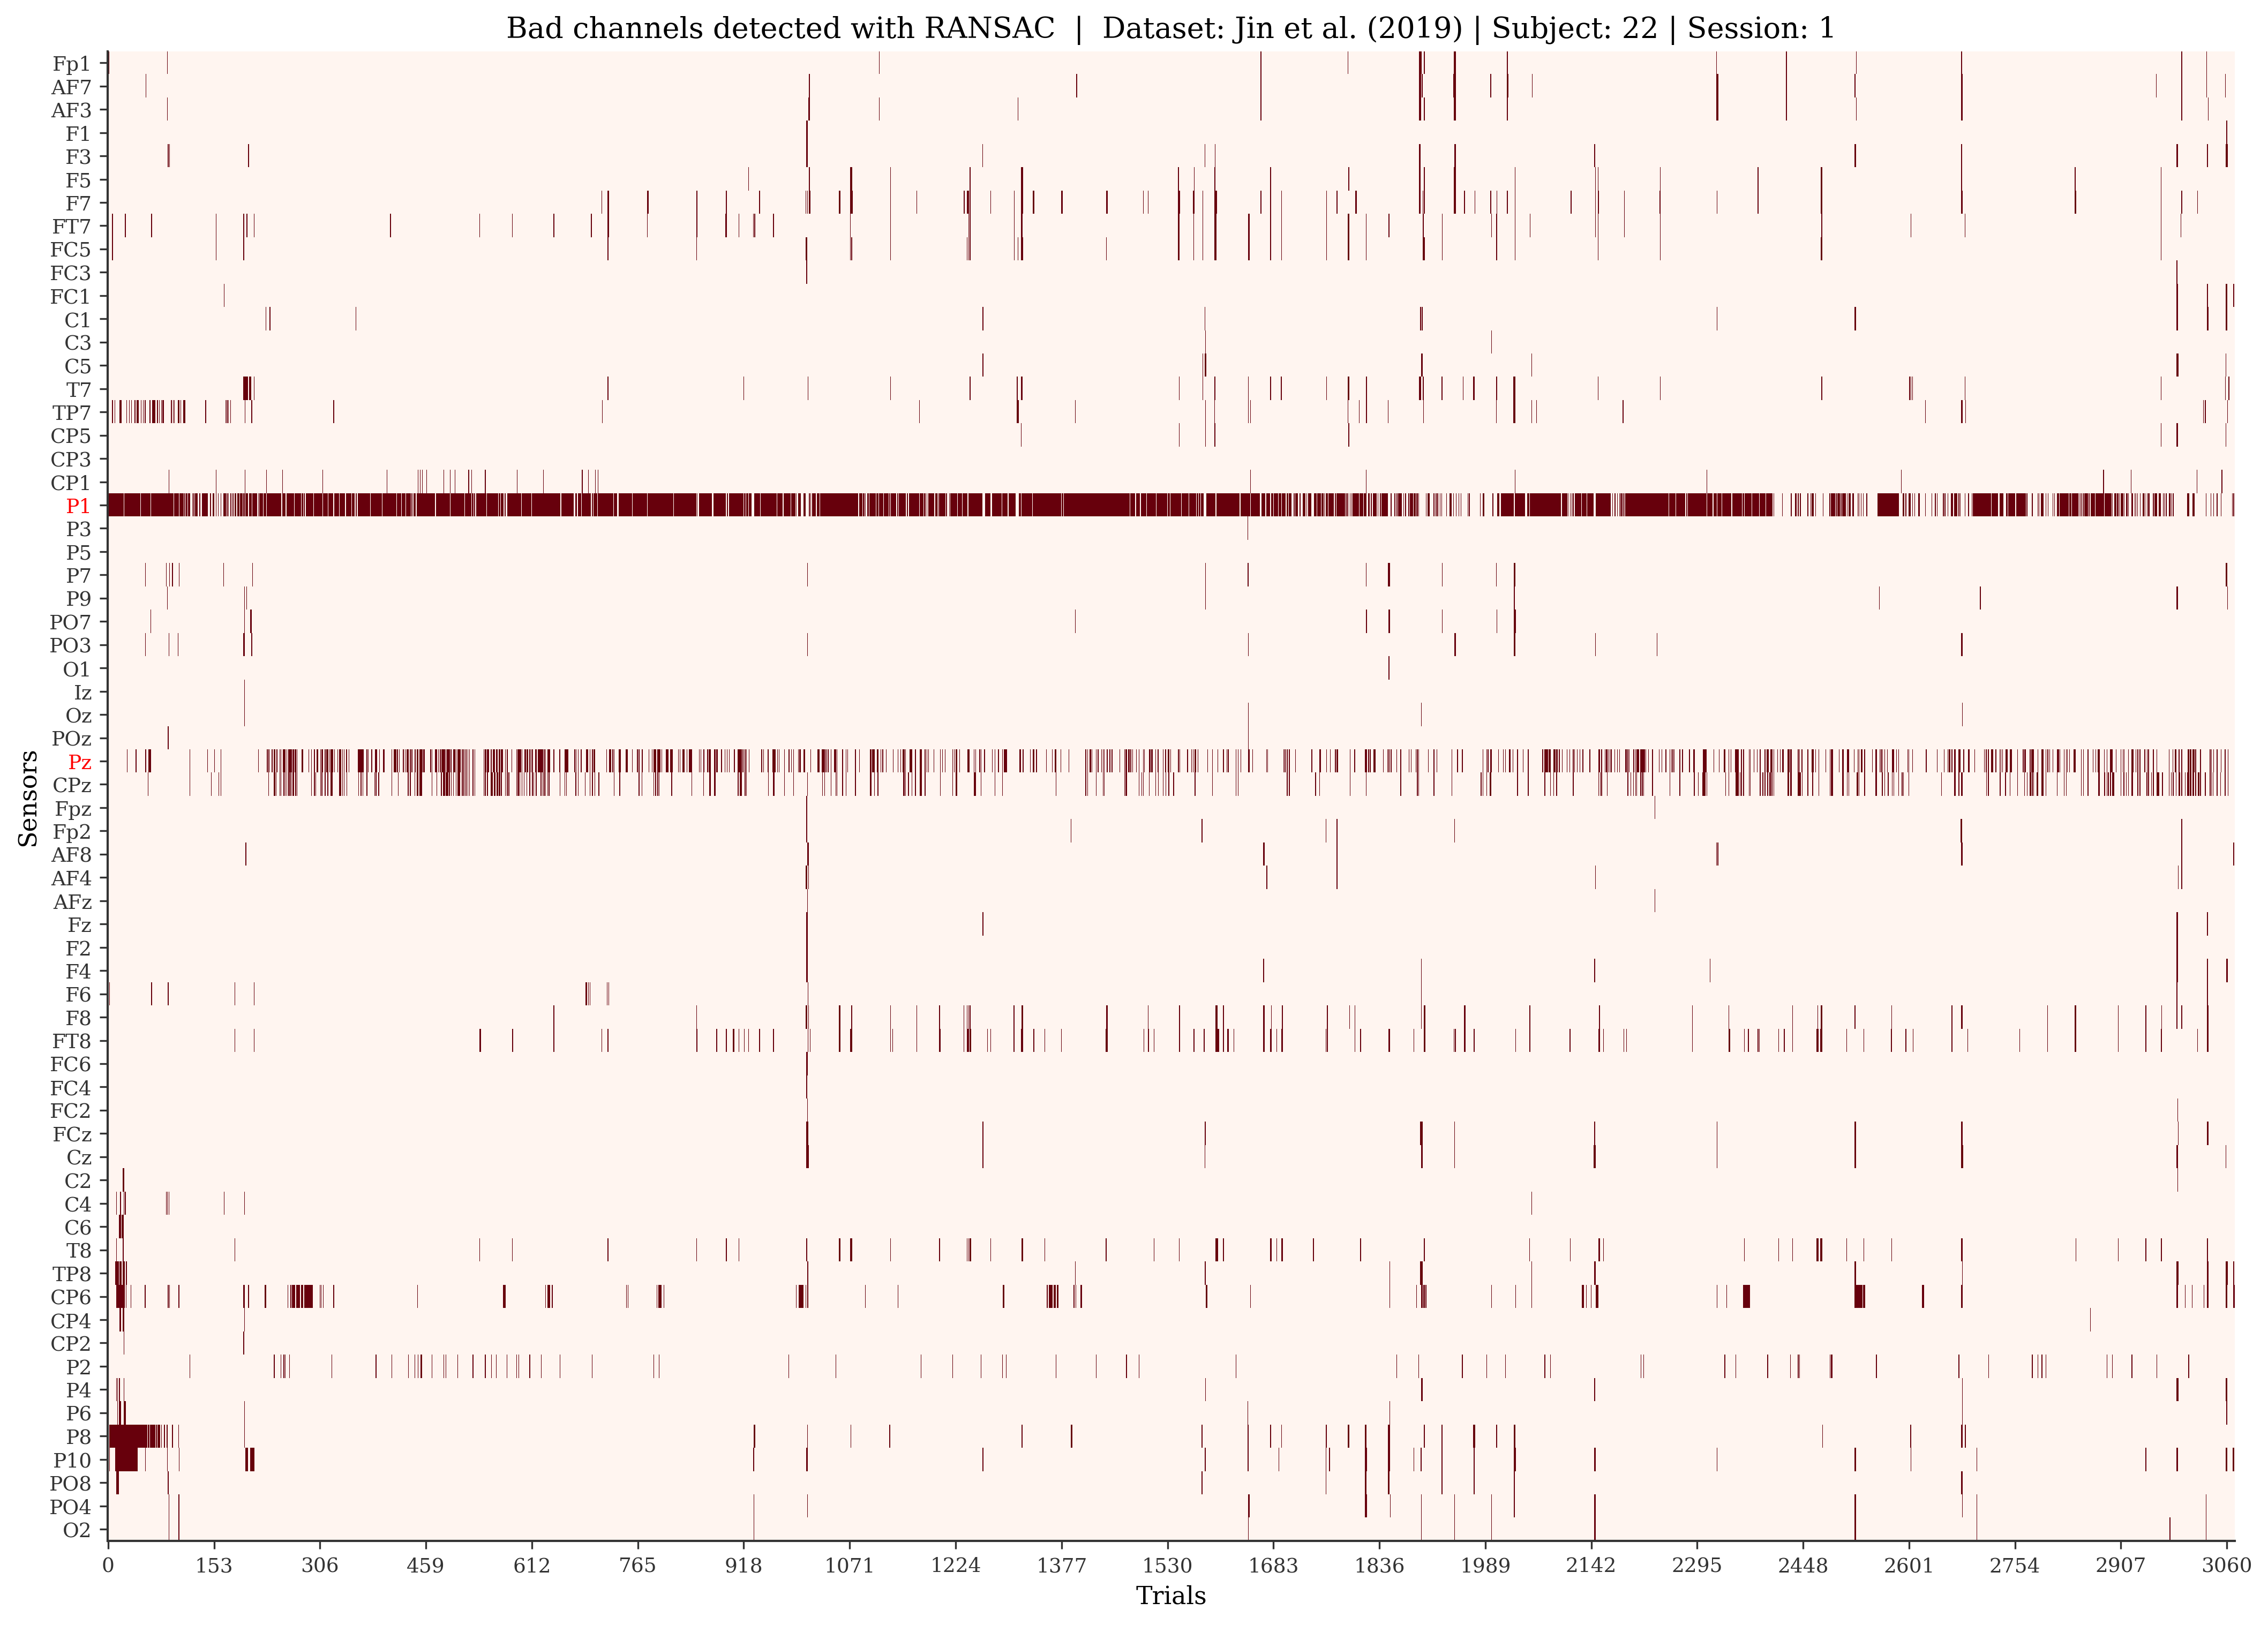 Bad channels detected with RANSAC | Dataset: Jin et al. (2019) | Subject: 22 | Session: 1
Sensors
Fp1
AF7
AF3
F1
F3
F5
F7
FT7
FC5
FC3
FC1
C1
C3
C5
T7
TP7
CP5
CP3
CP1
P1
P3
P5
P7
P9
PO7
PO3
O1
Iz
Oz
POz
Pz
CPz
Fpz
Fp2
AF8
AF4
AFz
Fz
F2
F4
F6
F8
FT8
FC6
FC4
FC2
FCz
Cz
C2
C4
C6
T8
TP8
CP6
CP4
CP2
P2
P4
P6
P8
P10
PO8
PO4
O2
0 153 306 459 612 765 918 1071 1224 1377 1530 1683 1836 1989 2142 2295 2448 2601 2754 2907 3060
Trials